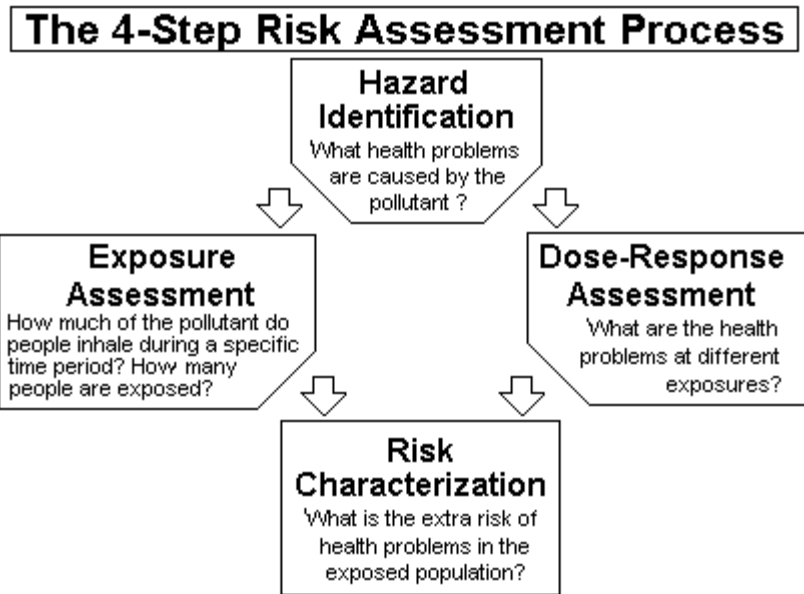 The 4-Step Risk Assessment Process
Hazard
Identification
What health problems
are caused by the
pollutant ?
Exposure
Assessment
How much of the pollutant do
people inhale during a specific
time period? How many
people are exposed?
Dose-Response
Assessment
What are the health
problems at different
exposures?
Risk
Characterization
What is the extra risk of
health problems in the
exposed population?